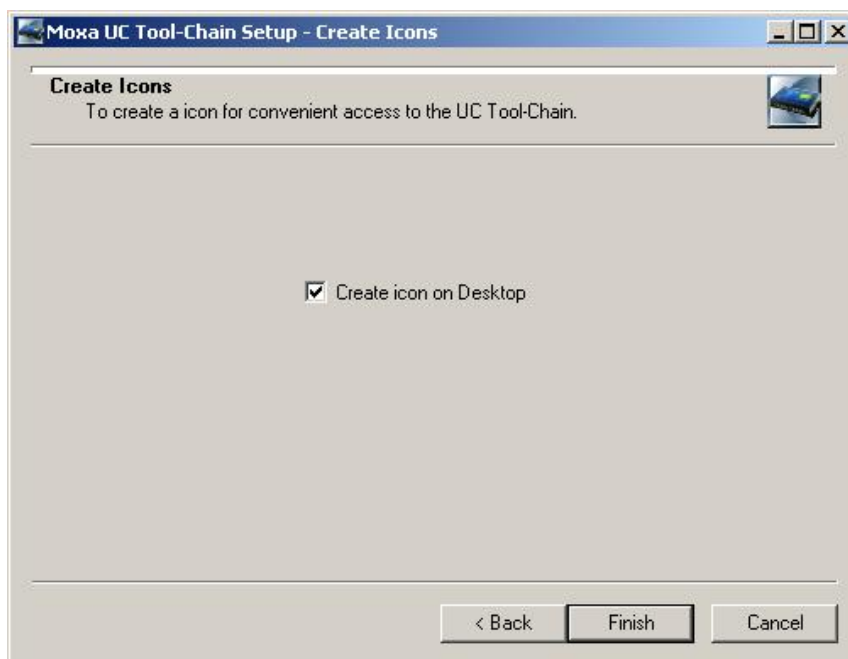 Moxa UC Tool-Chain Setup - Create Icons
Create Icons
To create a icon for convenient access to the UC Tool-Chain.
Create icon on Desktop
< Back
Finish
Cancel